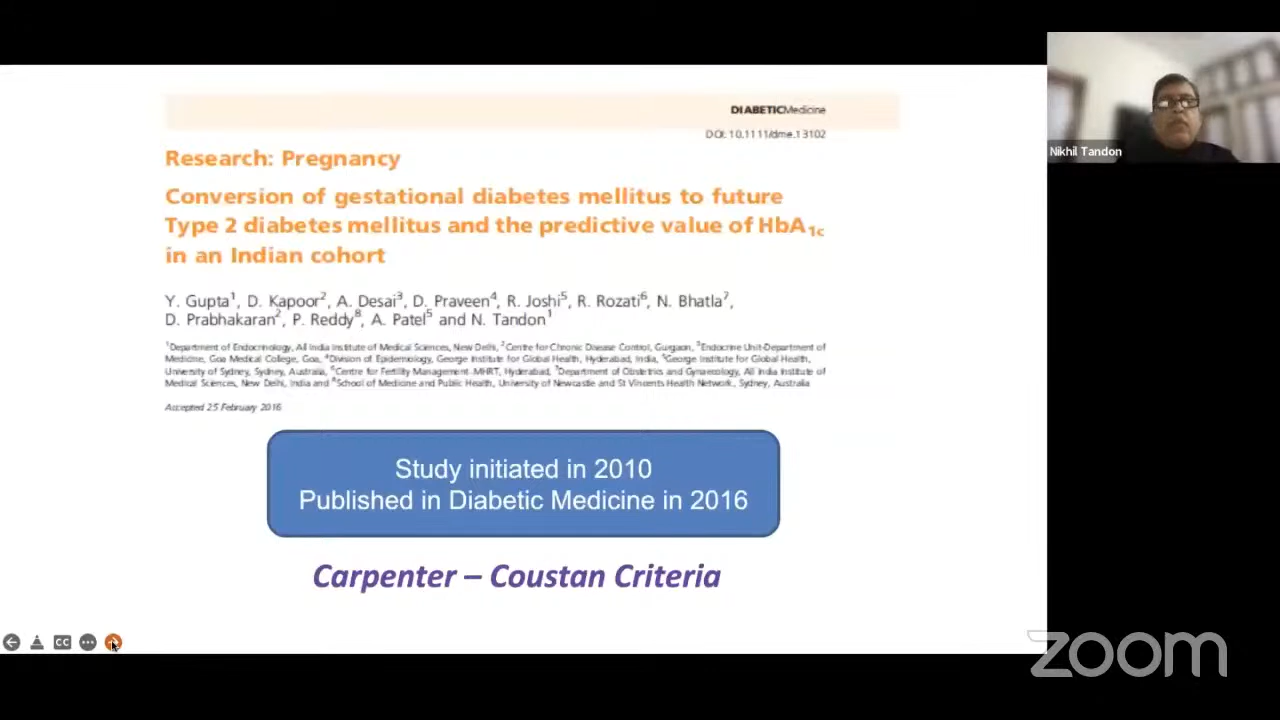 DIABETICMedicine
DOI: 10.1111/dme.13102
Research: Pregnancy
Conversion of gestational diabetes mellitus to future
Type 2 diabetes mellitus and the predictive value of HbA1c
in an Indian cohort
Y. Gupta1, D. Kapoor2, A. Desai3, D. Praveen4, R. Joshi5, R. Rozati6, N. Bhatla7,
D. Prabhakaran2, P. Reddy8, A. Patel5 and N. Tandon1
1Department of Endocrinology, All India Institute of Medical Sciences, New Delhi, 2Centre for Chronic Disease Control, Gurgaon, 3Endocrine Unit-Department of
Medicine, Goa Medical College, Goa, 4Division of Epidemiology, George Institute for Global Health, Hyderabad, India, 5George Institute for Global Health,
University of Sydney, Sydney, Australia, 6Centre for Fertility Management-MHRT, Hyderabad, 7Department of Obstetrics and Gynaecology, All India Institute of
Medical Sciences, New Delhi, India and 8School of Medicine and Public Health, University of Newcastle and St Vincents Health Network, Sydney, Australia
Accepted 25 February 2016
Study initiated in 2010
Published in Diabetic Medicine in 2016
Carpenter – Coustan Criteria
CC
Nikhil Tandon
zoom